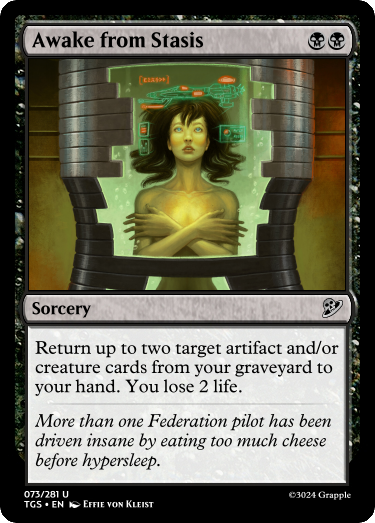 Awake from Stasis
Sorcery
Return up to two target artifact and/or
creature cards from your graveyard to
your hand. You lose 2 life.
More than one Federation pilot has been
driven insane by eating too much cheese
before hypersleep.
073/281 U
TGS • EN Effie von Kleist
©3024 Grapple